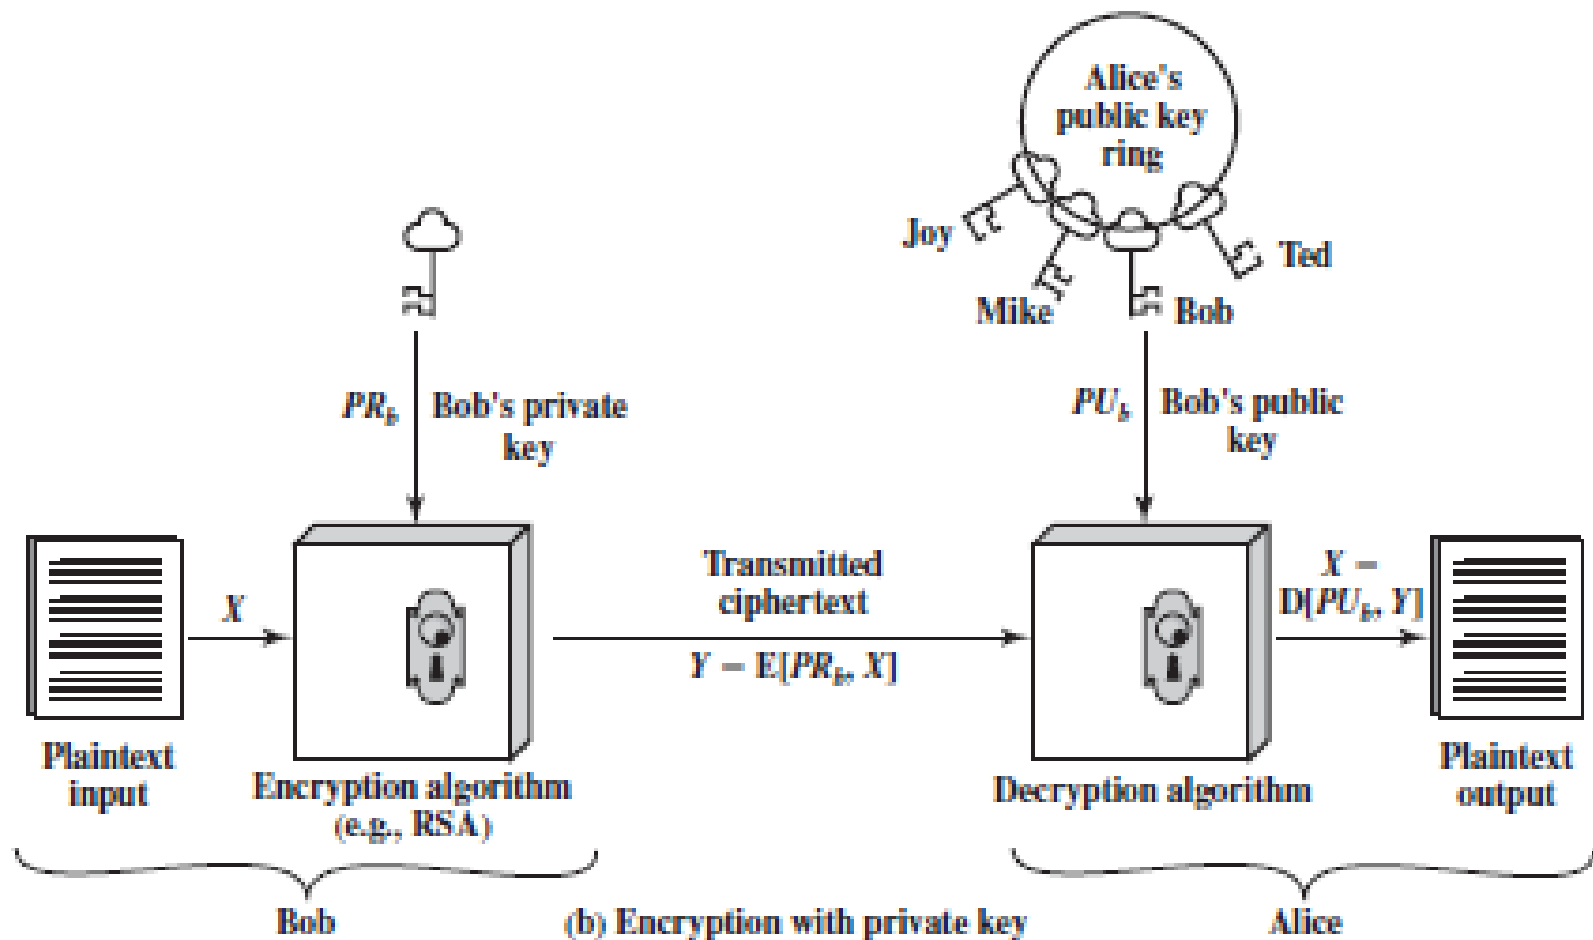 Alice's
public key
ring
Joy
Ted
Mike
Bob
PR_b
Bob's private
key
PU_b
Bob's public
key
X
Transmitted
ciphertext
Y = E[PR_b, X]
X =
D[PU_b, Y]
Plaintext
input
Encryption algorithm
(e.g., RSA)
Decryption algorithm
Plaintext
output
Bob
(b) Encryption with private key
Alice